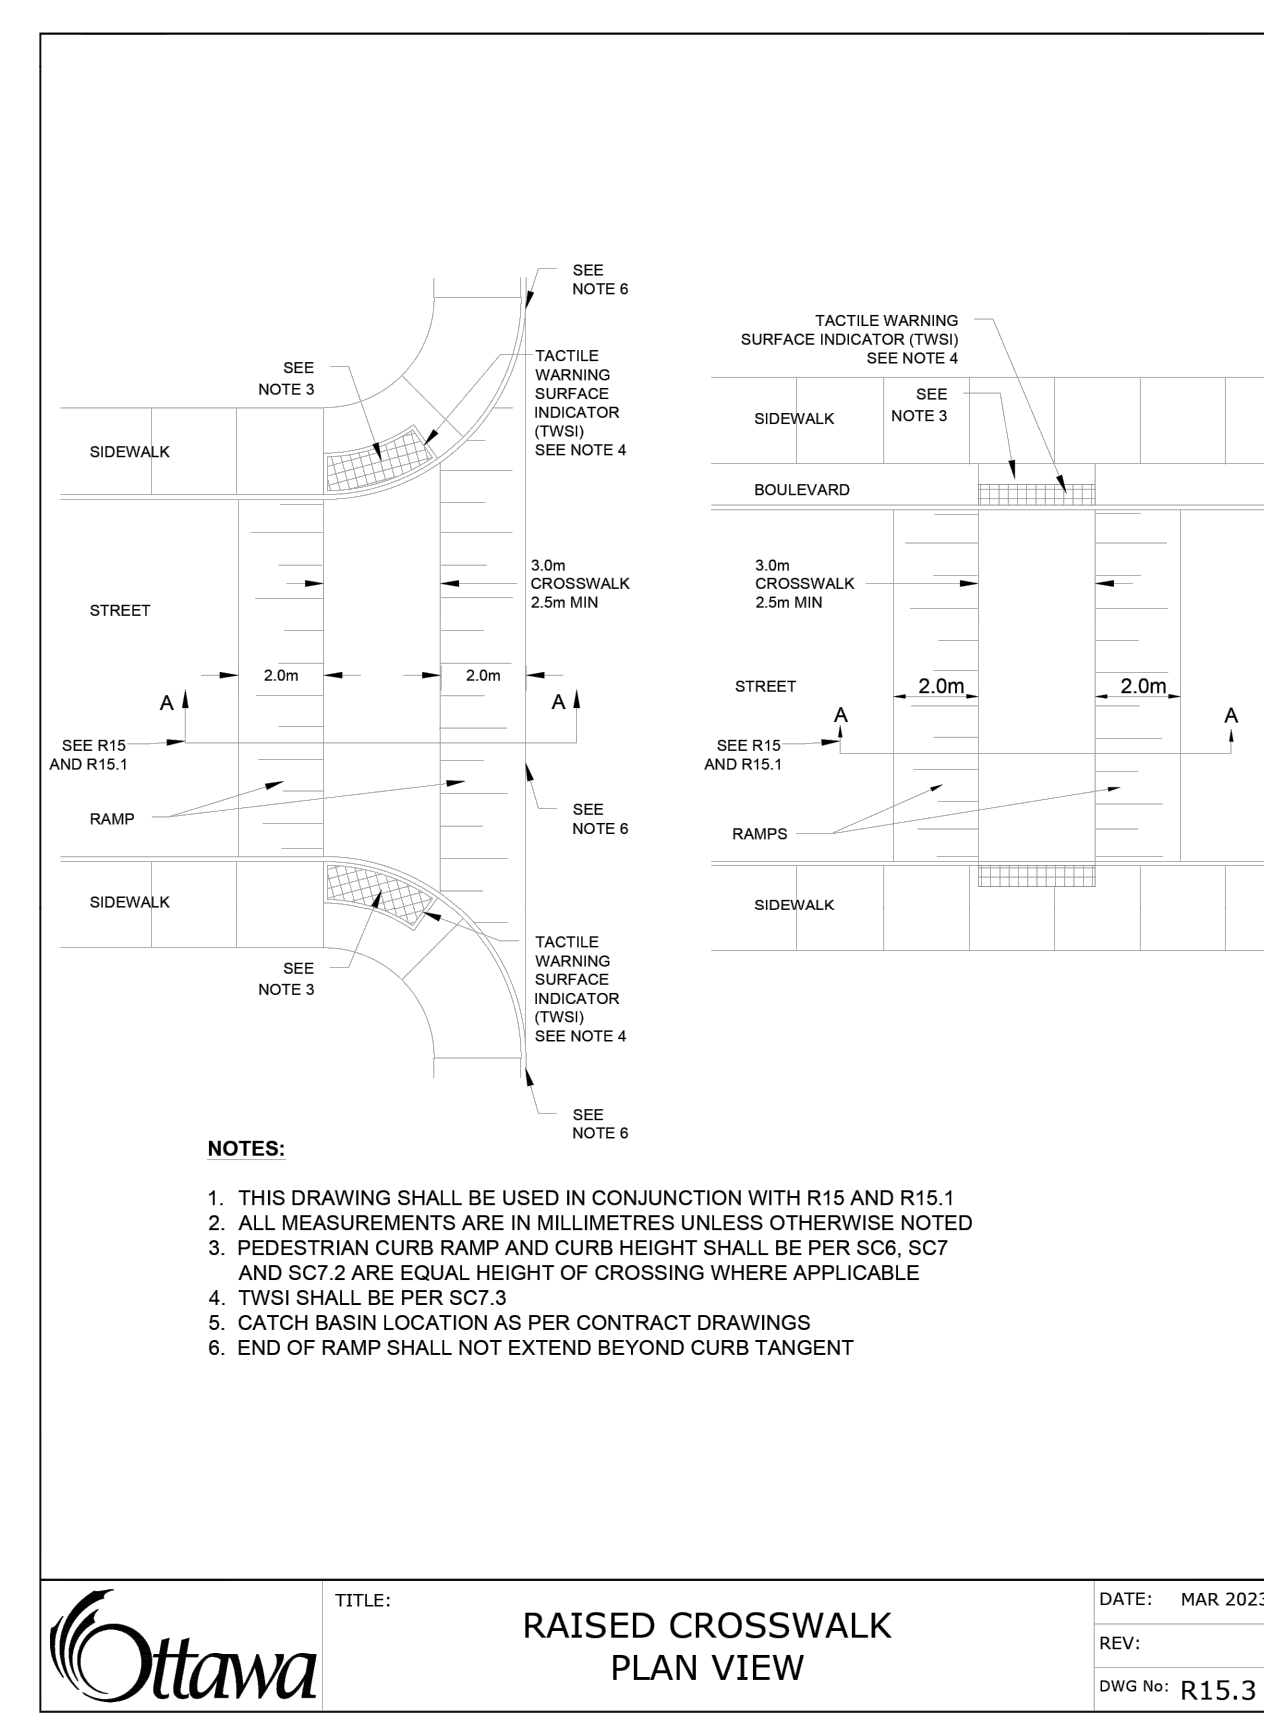 SEE
NOTE 6
TACTILE
WARNING
SURFACE
INDICATOR
(TWSI)
SEE NOTE 4
SEE
NOTE 3
SIDEWALK
3.0m
CROSSWALK
2.5m MIN
STREET
2.0m
2.0m
A
A
SEE R15
AND R15.1
RAMP
SEE
NOTE 6
SIDEWALK
SEE
NOTE 3
TACTILE
WARNING
SURFACE
INDICATOR
(TWSI)
SEE NOTE 4
SEE
NOTE 6
TACTILE WARNING
SURFACE INDICATOR (TWSI)
SEE NOTE 4
SEE
NOTE 3
SIDEWALK
BOULEVARD
3.0m
CROSSWALK
2.5m MIN
STREET
2.0m
2.0m
A
A
SEE R15
AND R15.1
RAMPS
SIDEWALK
NOTES:
1. THIS DRAWING SHALL BE USED IN CONJUNCTION WITH R15 AND R15.1
2. ALL MEASUREMENTS ARE IN MILLIMETRES UNLESS OTHERWISE NOTED
3. PEDESTRIAN CURB RAMP AND CURB HEIGHT SHALL BE PER SC6, SC7
AND SC7.2 ARE EQUAL HEIGHT OF CROSSING WHERE APPLICABLE
4. TWSI SHALL BE PER SC7.3
5. CATCH BASIN LOCATION AS PER CONTRACT DRAWINGS
6. END OF RAMP SHALL NOT EXTEND BEYOND CURB TANGENT
Ottawa
TITLE:
RAISED CROSSWALK
PLAN VIEW
DATE: MAR 2023
REV:
DWG No: R15.3